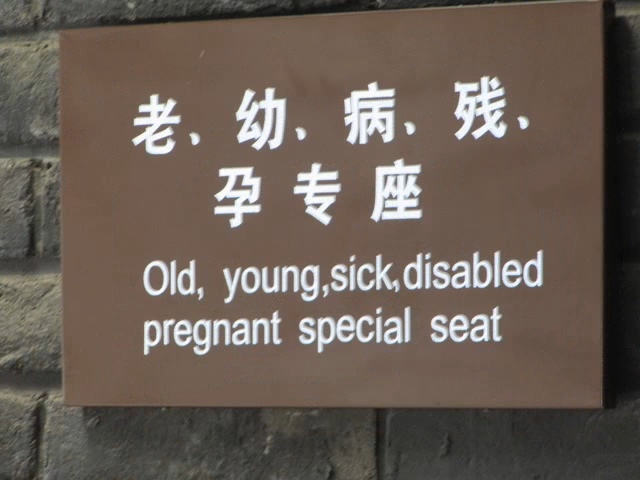 老、幼、病、残、
孕专座
Old, young,sick,disabled
pregnant special seat